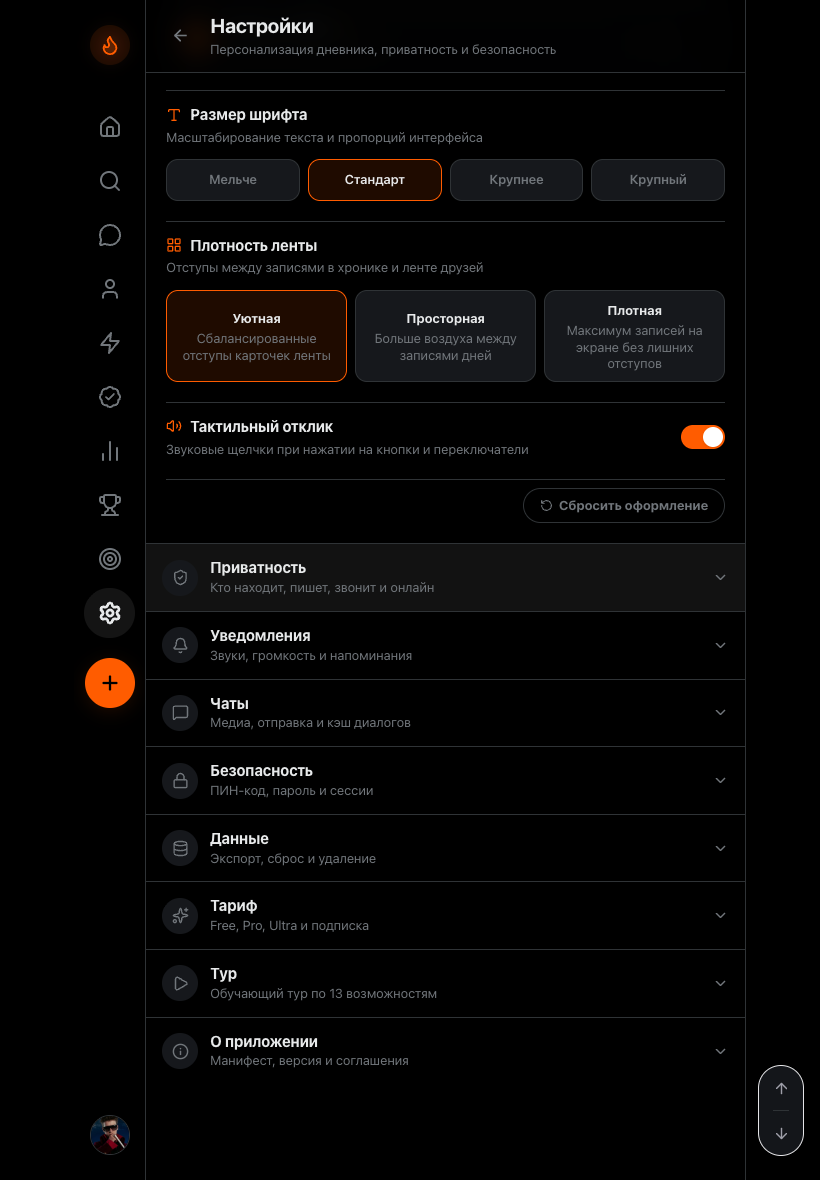 Настройки
Персонализация дневника, приватность и безопасность
Размер шрифта
Масштабирование текста и пропорций интерфейса
Мельче
Стандарт
Крупнее
Крупный
Плотность ленты
Отступы между записями в хронике и ленте друзей
Уютная
Сбалансированные
отступы карточек ленты
Просторная
Больше воздуха между
записями дней
Плотная
Максимум записей на
экране без лишних
отступов
Тактильный отклик
Звуковые щелчки при нажатии на кнопки и переключатели
Сбросить оформление
Приватность
Кто находит, пишет, звонит и онлайн
Уведомления
Звуки, громкость и напоминания
Чаты
Медиа, отправка и кэш диалогов
Безопасность
ПИН-код, пароль и сессии
Данные
Экспорт, сброс и удаление
Тариф
Free, Pro, Ultra и подписка
Тур
Обучающий тур по 13 возможностям
О приложении
Манифест, версия и соглашения